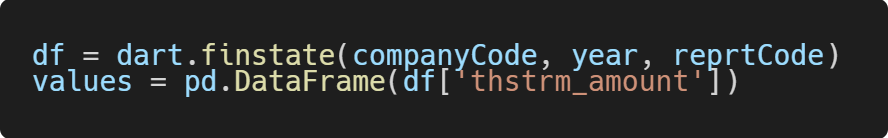 df = dart.finstate(companyCode, year, reprtCode)
values = pd.DataFrame(df['thstrm_amount'])